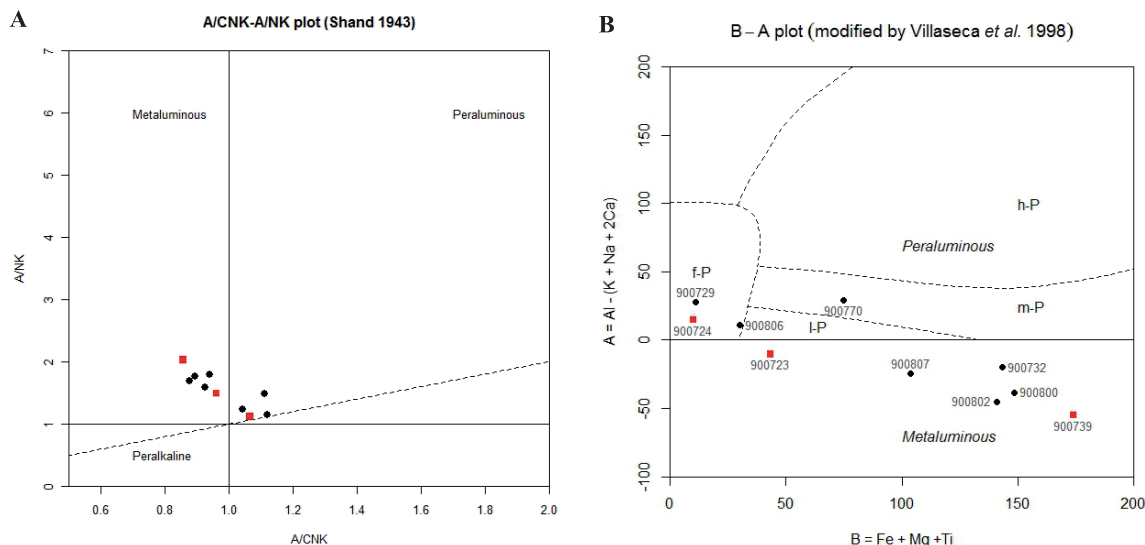 A
A/CNK-A/NK plot (Shand 1943)
7
6
5
4
3
2
1
0
A/NK
Metaluminous
Peraluminous
Peralkaline
0.6 0.8 1.0 1.2 1.4 1.6 1.8 2.0
A/CNK
B
B – A plot (modified by Villaseca et al. 1998)
200
150
100
50
0
-50
-100
A = Al - (K + Na + 2Ca)
h-P
Peraluminous
f-P
900729
900724
900806
900770
l-P
m-P
900723
900807
900732
900800
900802
900739
Metaluminous
0 50 100 150 200
B = Fe + Mg +Ti